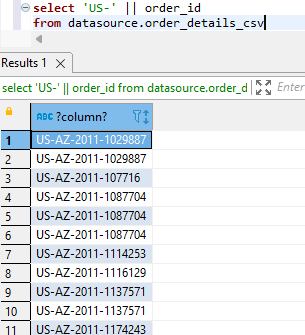 select 'US-' || order_id
from datasource.order_details_csv
Results 1
select 'US-' || order_id from datasource.order_d
Enter
ABC ?column?
1 US-AZ-2011-1029887
2 US-AZ-2011-1029887
3 US-AZ-2011-107716
4 US-AZ-2011-1087704
5 US-AZ-2011-1087704
6 US-AZ-2011-1087704
7 US-AZ-2011-1114253
8 US-AZ-2011-1116129
9 US-AZ-2011-1137571
10 US-AZ-2011-1137571
11 US-AZ-2011-1174243